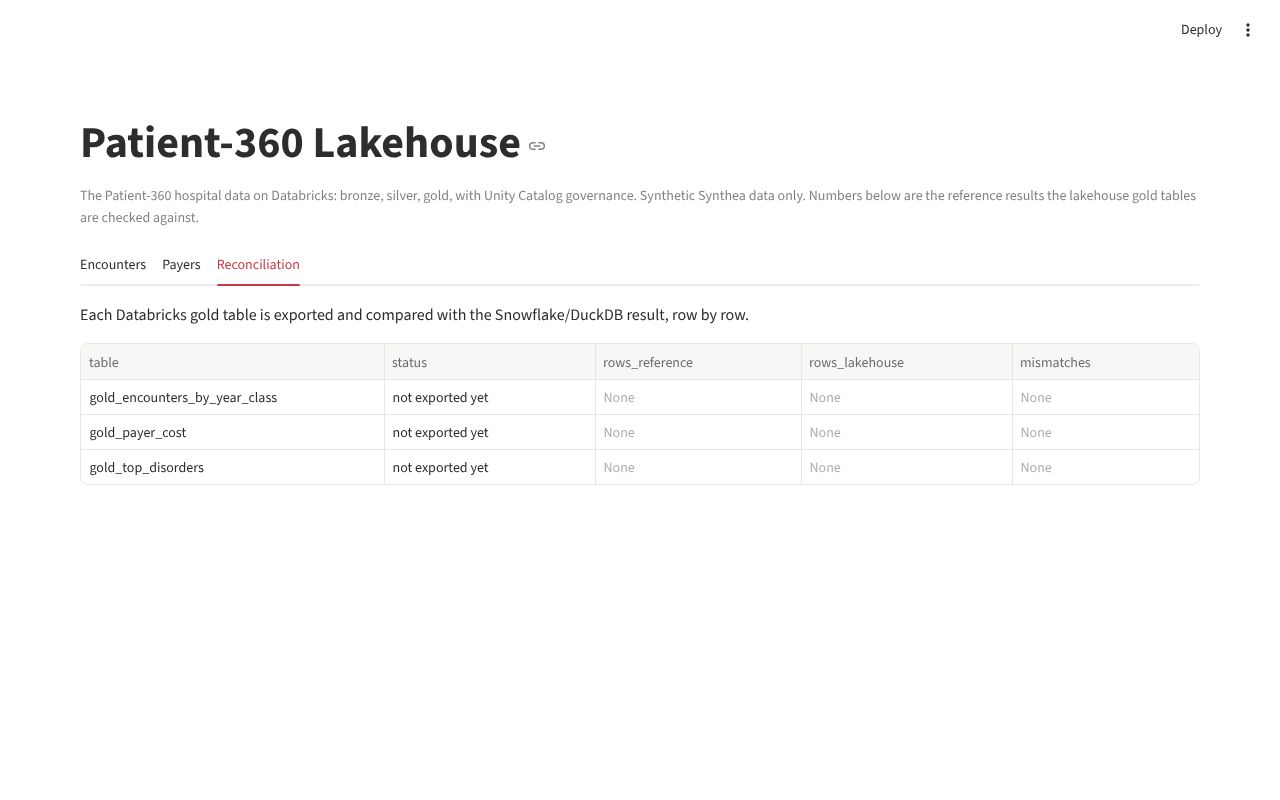 Deploy
Patient-360 Lakehouse
The Patient-360 hospital data on Databricks: bronze, silver, gold, with Unity Catalog governance. Synthetic Synthea data only. Numbers below are the reference results the lakehouse gold tables
are checked against.
Encounters Payers Reconciliation
Each Databricks gold table is exported and compared with the Snowflake/DuckDB result, row by row.
table status rows_reference rows_lakehouse mismatches
gold_encounters_by_year_class not exported yet None None None
gold_payer_cost not exported yet None None None
gold_top_disorders not exported yet None None None